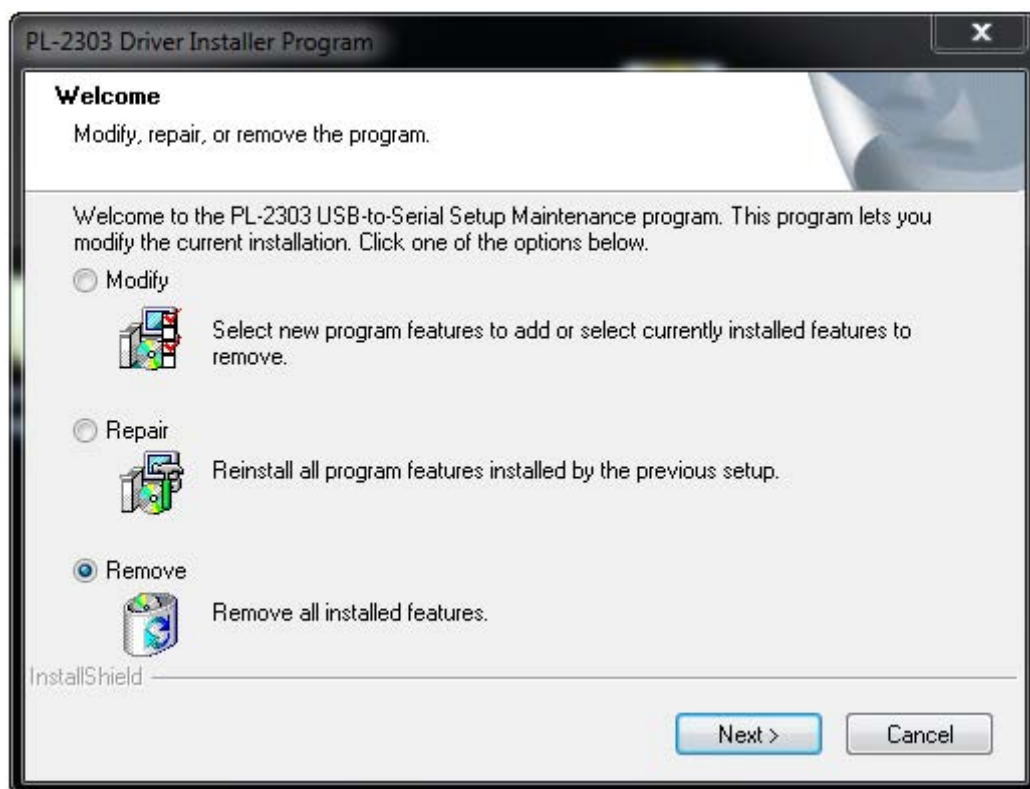 PL-2303 Driver Installer Program
x
Welcome
Modify, repair, or remove the program.
Welcome to the PL-2303 USB-to-Serial Setup Maintenance program. This program lets you
modify the current installation. Click one of the options below.
Modify
Select new program features to add or select currently installed features to
remove.
Repair
Reinstall all program features installed by the previous setup.
Remove
Remove all installed features.
InstallShield
Next >
Cancel